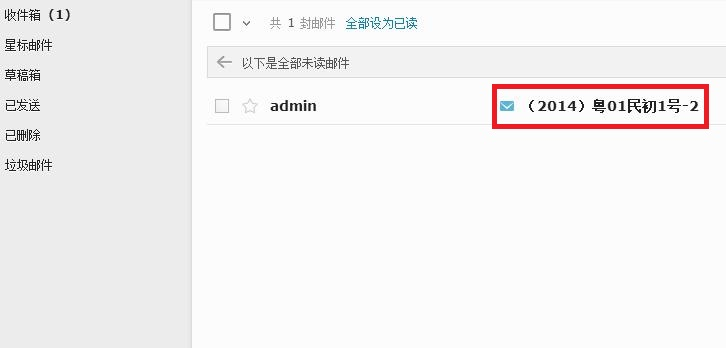 收件箱（1）
星标邮件
草稿箱
已发送
已删除
垃圾邮件
共 1 封邮件 全部设为已读
以下是全部未读邮件
admin （2014）粤01民初1号-2